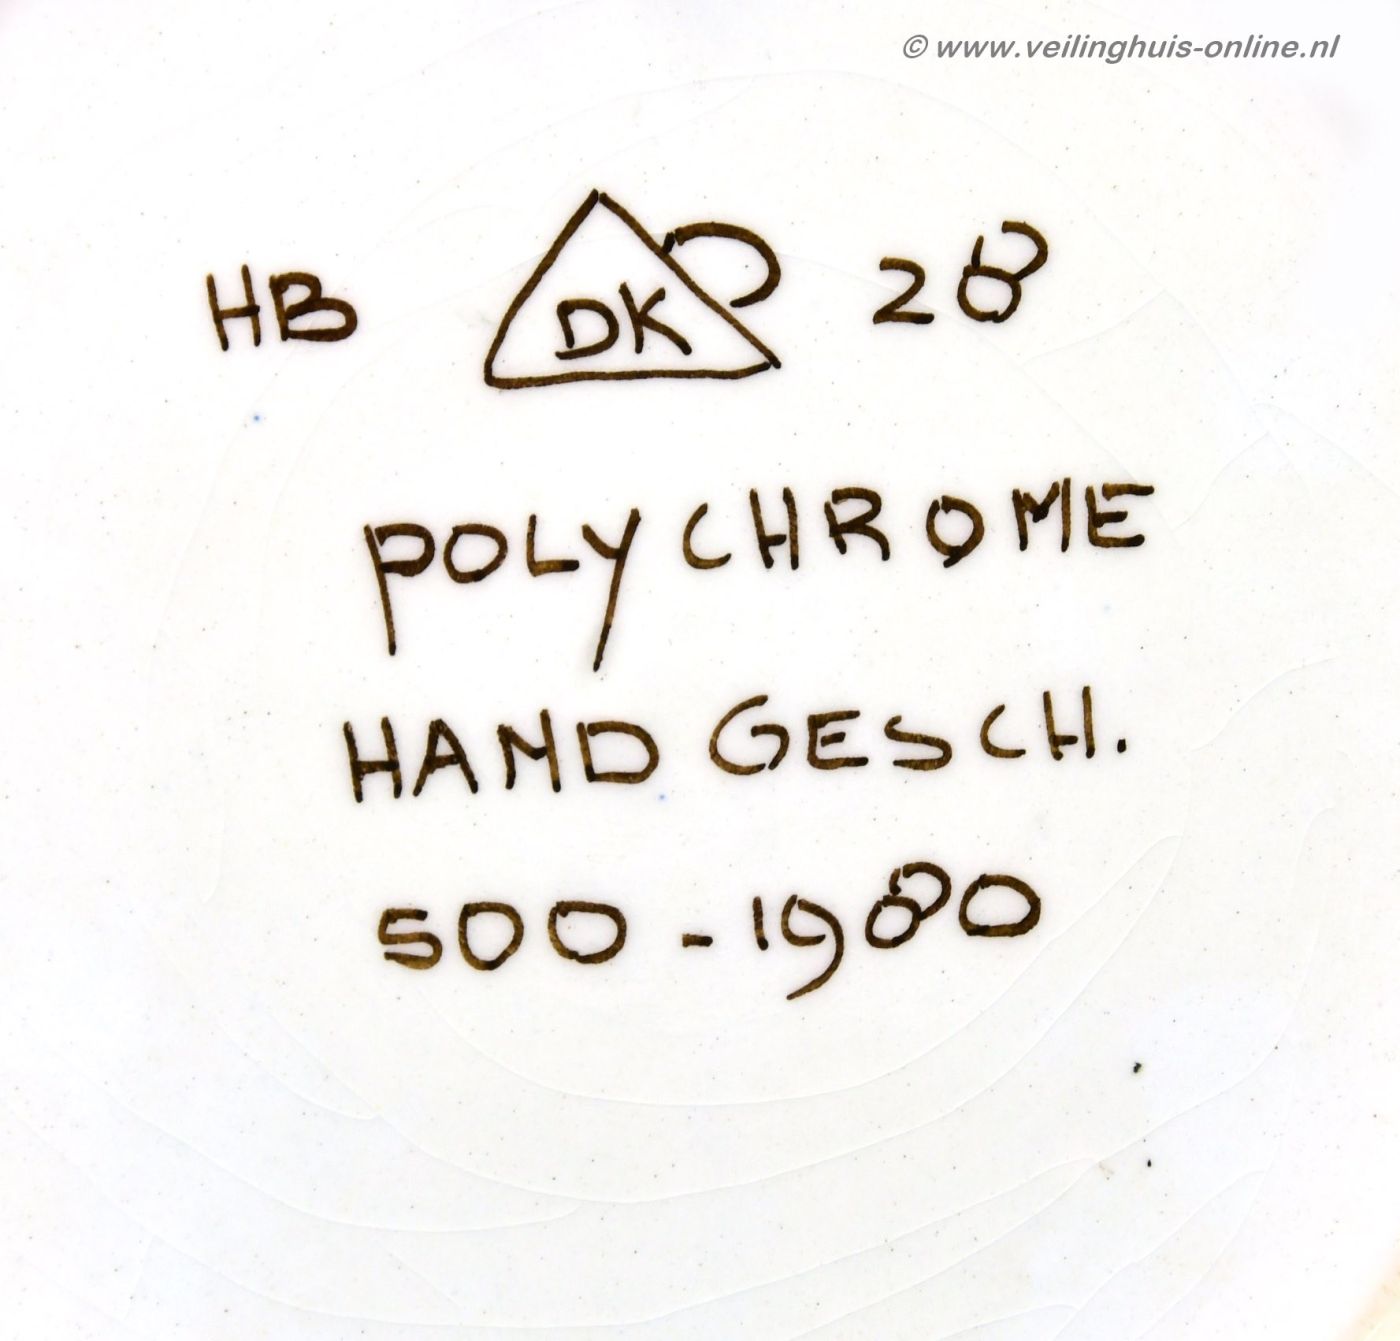 © www.veilinghuis-online.nl
HB DK 28
POLYCHROME
HAND GESCH.
500-1980